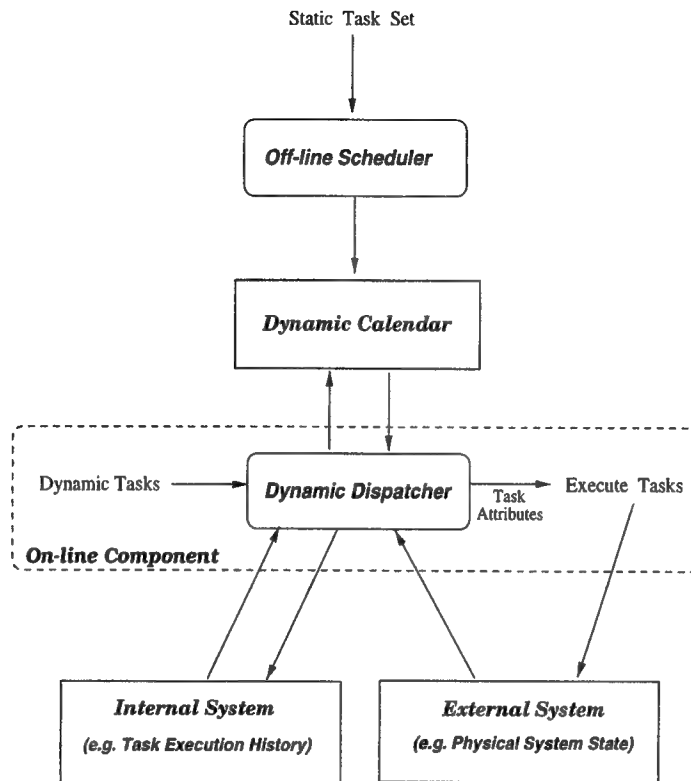 Static Task Set
Off-line Scheduler
Dynamic Calendar
Dynamic Tasks
Dynamic Dispatcher
Task
Attributes
Execute Tasks
On-line Component
Internal System
(e.g. Task Execution History)
External System
(e.g. Physical System State)